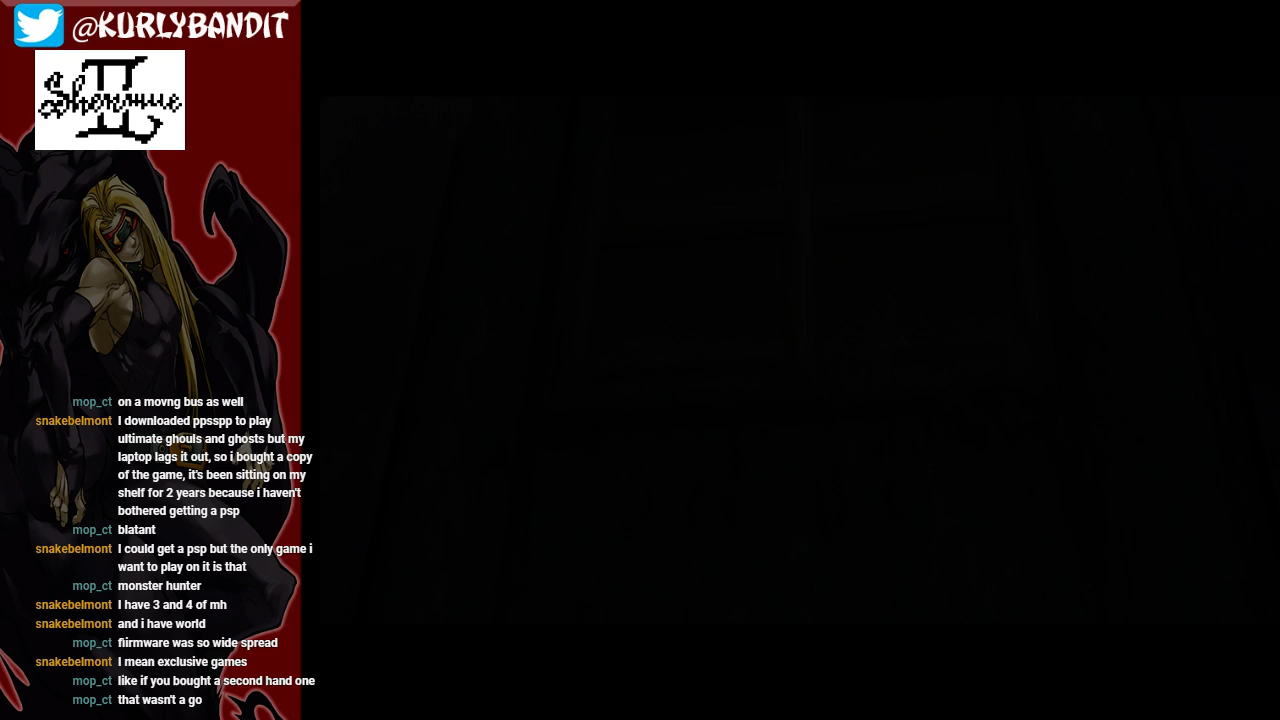 @KURLYBANDIT
Shenmue
II
mop_ct on a movng bus as well
snakebelmont I downloaded ppsspp to play
ultimate ghouls and ghosts but my
laptop lags it out, so i bought a copy
of the game, it's been sitting on my
shelf for 2 years because i haven't
bothered getting a psp
mop_ct blatant
snakebelmont I could get a psp but the only game i
want to play on it is that
mop_ct monster hunter
snakebelmont I have 3 and 4 of mh
snakebelmont and i have world
mop_ct fiirmware was so wide spread
snakebelmont I mean exclusive games
mop_ct like if you bought a second hand one
mop_ct that wasn't a go